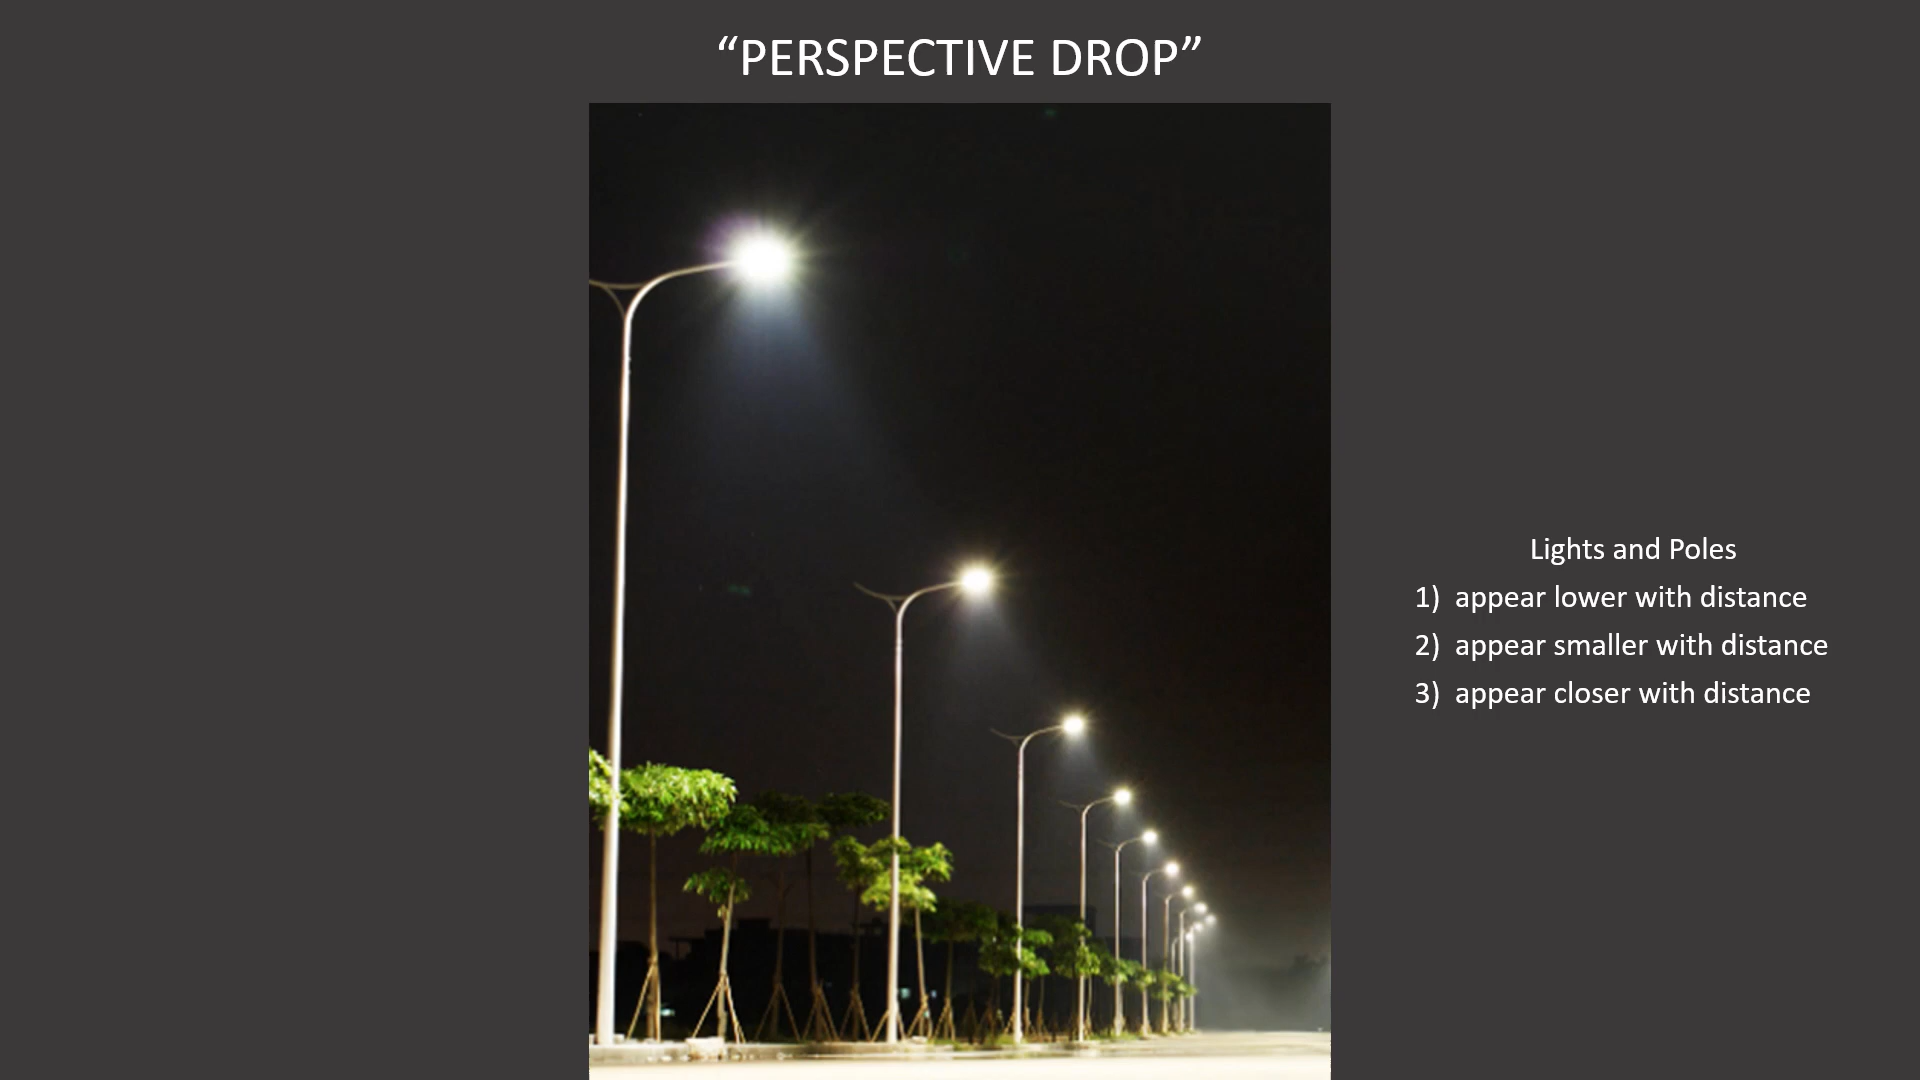 “PERSPECTIVE DROP”
Lights and Poles
1) appear lower with distance
2) appear smaller with distance
3) appear closer with distance